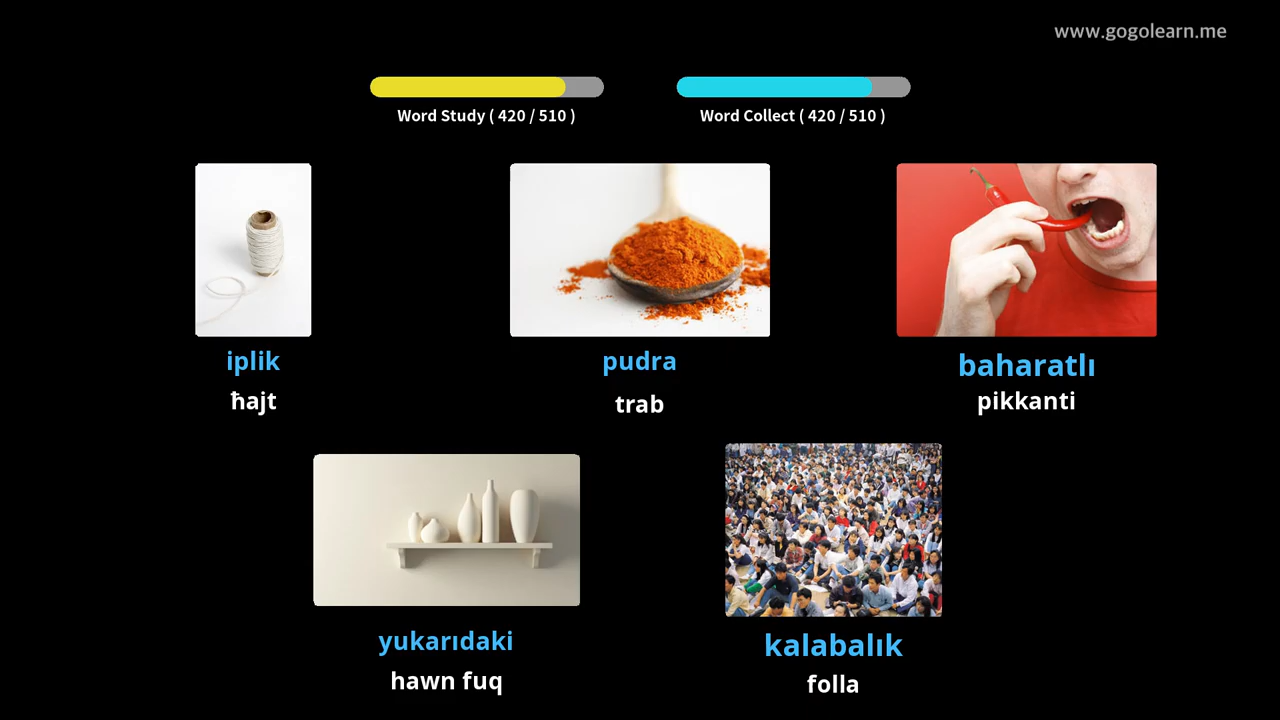 www.gogolearn.me
Word Study ( 420 / 510 )
Word Collect ( 420 / 510 )
iplik
ħajt
pudra
trab
baharatlı
pikkanti
yukarıdaki
hawn fuq
kalabalık
folla